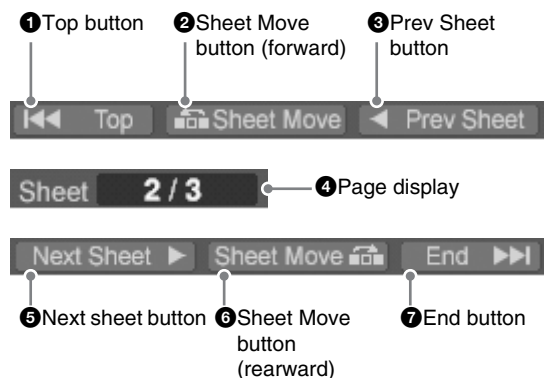 ❶Top button
❷Sheet Move
button (forward)
❸Prev Sheet
button
Top
Sheet Move
Prev Sheet
Sheet 2 / 3
❹Page display
Next Sheet
Sheet Move
End
❺Next sheet button
❻Sheet Move
button
(rearward)
❼End button